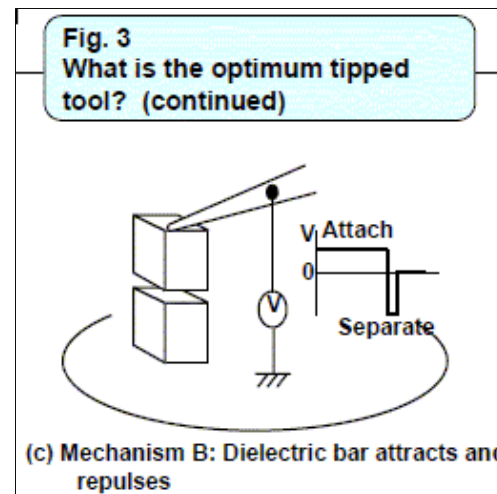 Fig. 3
What is the optimum tipped
tool? (continued)
V Attach
0
V
Separate
(c) Mechanism B: Dielectric bar attracts and
repulses